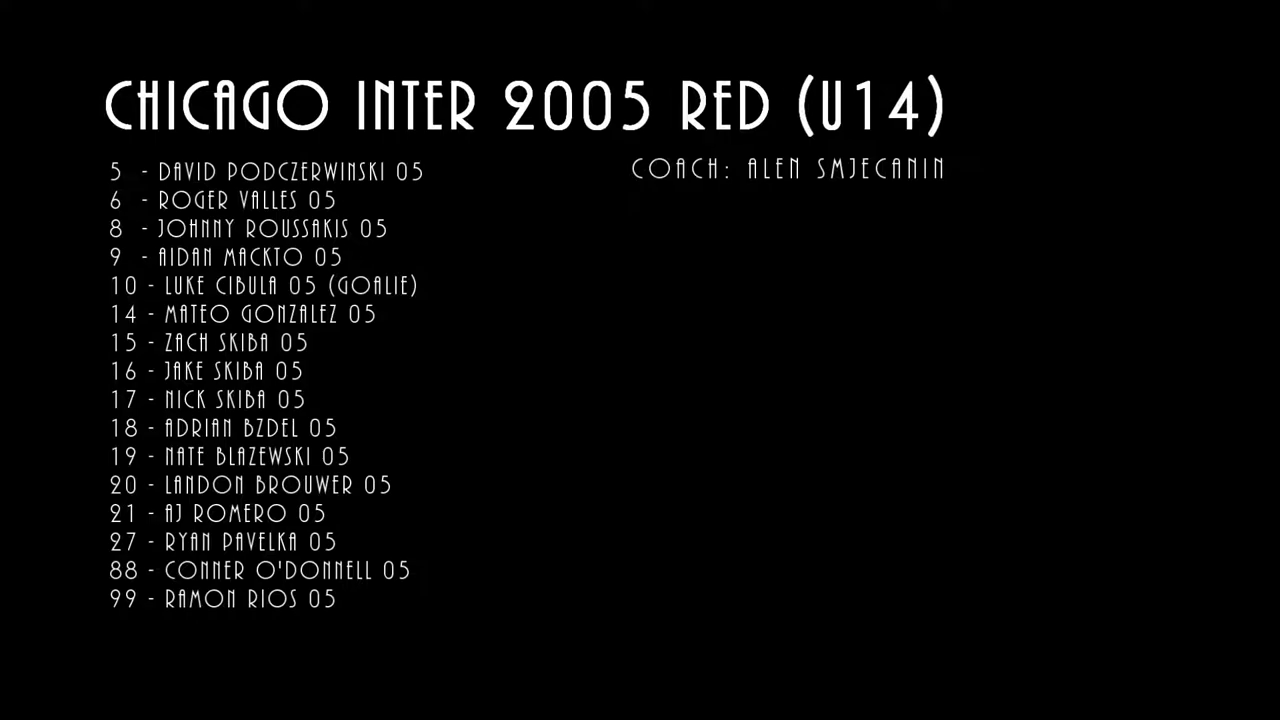 CHICAGO INTER 2005 RED (U14)
COACH: ALEN SMJECANIN
5 - DAVID PODCZERWINSKI 05
6 - ROGER VALLES 05
8 - JOHNNY ROUSSAKIS 05
9 - AIDAN MACKTO 05
10 - LUKE CIBULA 05 (GOALIE)
14 - MATEO GONZALEZ 05
15 - ZACH SKIBA 05
16 - JAKE SKIBA 05
17 - NICK SKIBA 05
18 - ADRIAN BZDEL 05
19 - NATE BLAZEWSKI 05
20 - LANDON BROUWER 05
21 - AJ ROMERO 05
27 - RYAN PAVELKA 05
88 - CONNER O'DONNELL 05
99 - RAMON RIOS 05